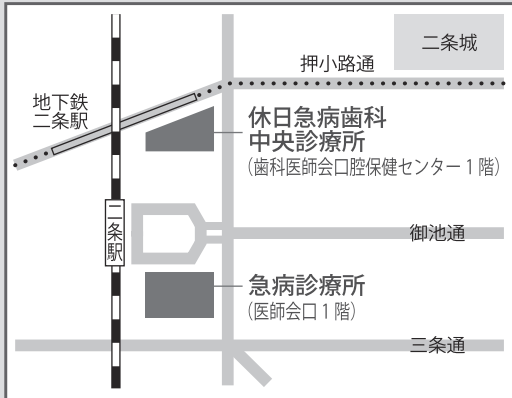 二条城
押小路通
地下鉄
二条駅
休日急病歯科
中央診療所
（歯科医師会口腔保健センター１階）
二条駅
御池通
急病診療所
（医師会口１階）
三条通